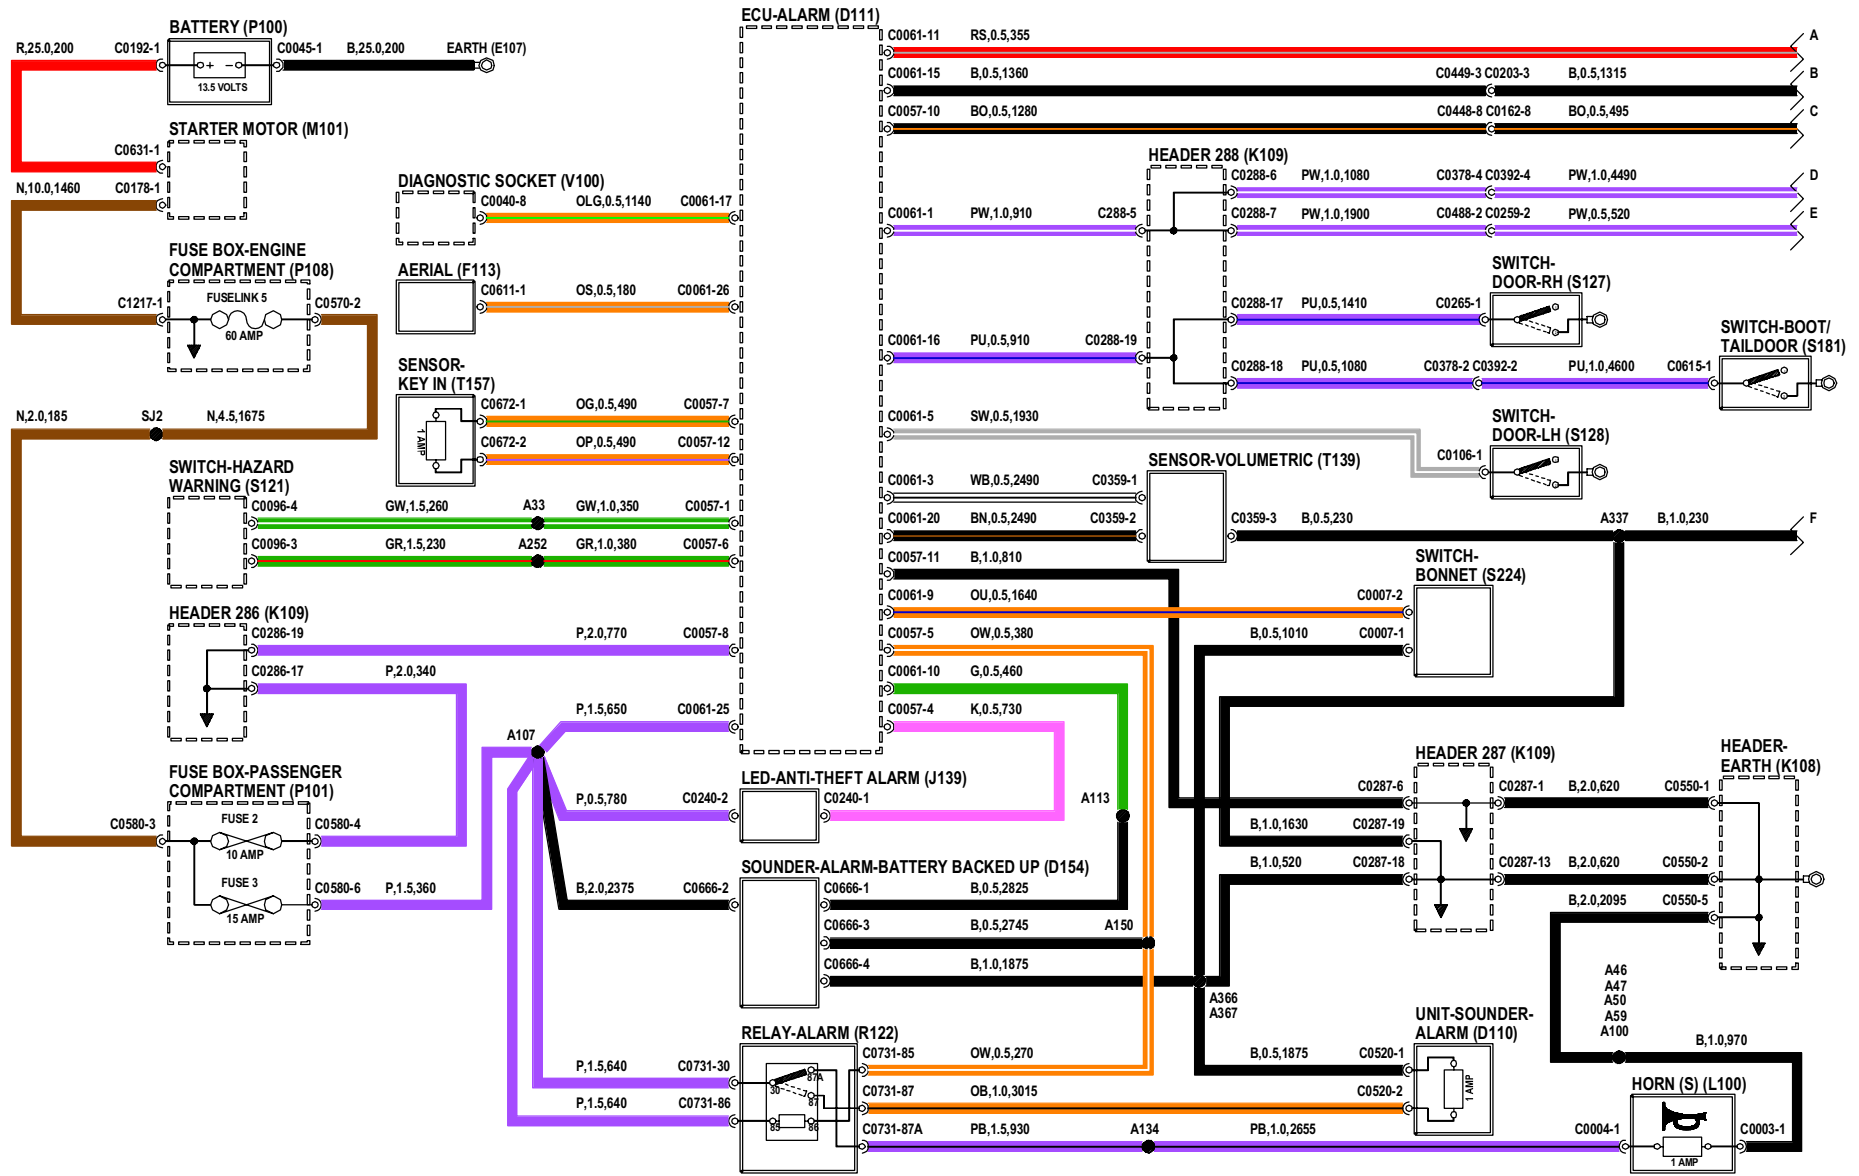 BATTERY (P100)
R,25.0,200
C0192-1
C0045-1
B,25.0,200
EARTH (E107)
+ −
13.5 VOLTS
STARTER MOTOR (M101)
C0631-1
N,10.0,1460
C0178-1
FUSE BOX-ENGINE
COMPARTMENT (P108)
C1217-1
FUSELINK 5
60 AMP
C0570-2
N,2.0,185
SJ2
N,4.5,1675
SWITCH-HAZARD
WARNING (S121)
C0096-4
GW,1.5,260
A33
GW,1.0,350
C0057-1
C0096-3
GR,1.5,230
A252
GR,1.0,380
C0057-6
HEADER 286 (K109)
C0286-19
P,2.0,770
C0057-8
C0286-17
P,2.0,340
P,1.5,650
C0061-25
A107
FUSE BOX-PASSENGER
COMPARTMENT (P101)
C0580-3
FUSE 2
10 AMP
C0580-4
FUSE 3
15 AMP
C0580-6
P,1.5,360
DIAGNOSTIC SOCKET (V100)
C0040-8
OLG,0.5,1140
C0061-17
AERIAL (F113)
C0611-1
OS,0.5,180
C0061-26
SENSOR-
KEY IN (T157)
1 AMP
C0672-1
OG,0.5,490
C0057-7
C0672-2
OP,0.5,490
C0057-12
ECU-ALARM (D111)
C0061-11
RS,0.5,355
A
C0061-15
B,0.5,1360
C0449-3 C0203-3
B,0.5,1315
B
C0057-10
BO,0.5,1280
C0448-8 C0162-8
BO,0.5,495
C
HEADER 288 (K109)
C0288-6
PW,1.0,1080
C0378-4 C0392-4
PW,1.0,4490
D
C0061-1
PW,1.0,910
C288-5
C0288-7
PW,1.0,1900
C0488-2 C0259-2
PW,0.5,520
E
SWITCH-
DOOR-RH (S127)
C0288-17
PU,0.5,1410
C0265-1
SWITCH-BOOT/
TAILDOOR (S181)
C0061-16
PU,0.5,910
C0288-19
C0288-18
PU,0.5,1080
C0378-2 C0392-2
PU,1.0,4600
C0615-1
C0061-5
SW,0.5,1930
SWITCH-
DOOR-LH (S128)
C0106-1
SENSOR-VOLUMETRIC (T139)
C0061-3
WB,0.5,2490
C0359-1
C0061-20
BN,0.5,2490
C0359-2
C0359-3
B,0.5,230
A337
B,1.0,230
F
C0057-11
B,1.0,810
SWITCH-
BONNET (S224)
C0061-9
OU,0.5,1640
C0007-2
C0057-5
OW,0.5,380
B,0.5,1010
C0007-1
C0061-10
G,0.5,460
C0057-4
K,0.5,730
LED-ANTI-THEFT ALARM (J139)
P,0.5,780
C0240-2
C0240-1
A113
HEADER 287 (K109)
C0287-6
C0287-1
B,2.0,620
C0550-1
HEADER-
EARTH (K108)
B,1.0,1630
C0287-19
B,1.0,520
C0287-18
C0287-13
B,2.0,620
C0550-2
B,2.0,2095
C0550-5
SOUNDER-ALARM-BATTERY BACKED UP (D154)
B,2.0,2375
C0666-2
C0666-1
B,0.5,2825
C0666-3
B,0.5,2745
A150
C0666-4
B,1.0,1875
A366
A367
A46
A47
A50
A59
A100
RELAY-ALARM (R122)
P,1.5,640
C0731-30
30
87A
87
C0731-85
OW,0.5,270
B,0.5,1875
C0520-1
UNIT-SOUNDER-
ALARM (D110)
1 AMP
P,1.5,640
C0731-86
85
86
C0731-87
OB,1.0,3015
C0520-2
C0731-87A
PB,1.5,930
A134
PB,1.0,2655
C0004-1
B,1.0,970
HORN (S) (L100)
1 AMP
C0003-1